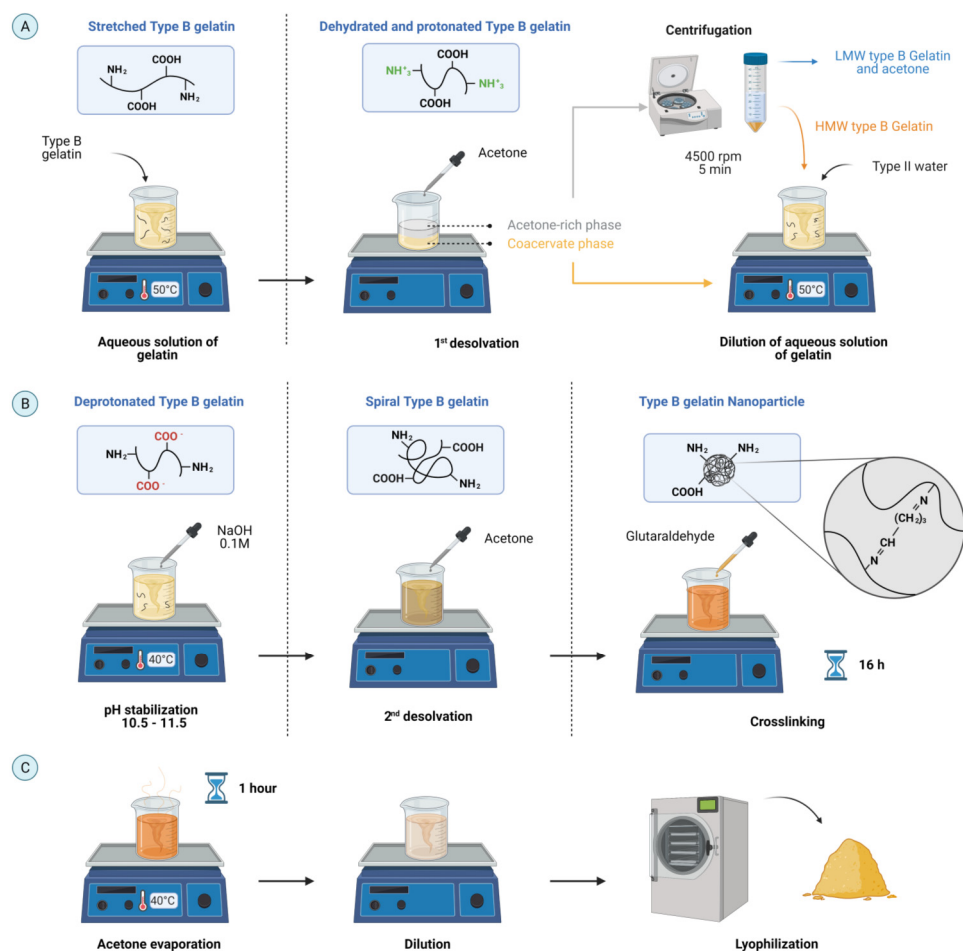 A
Stretched Type B gelatin
NH₂
COOH
COOH
NH₂
Type B
gelatin
50°C
Aqueous solution of
gelatin
Dehydrated and protonated Type B gelatin
NH⁺₃
COOH
COOH
NH⁺₃
Acetone
Acetone-rich phase
Coacervate phase
1st desolvation
Centrifugation
4500 rpm
5 min
LMW type B Gelatin
and acetone
HMW type B Gelatin
Type II water
50°C
Dilution of aqueous solution
of gelatin
B
Deprotonated Type B gelatin
COO⁻
NH₂
NH₂
COO⁻
NaOH
0.1M
40°C
pH stabilization
10.5 - 11.5
Spiral Type B gelatin
NH₂
COOH
COOH
NH₂
Acetone
2nd desolvation
Type B gelatin Nanoparticle
NH₂
NH₂
COOH
N
(CH₂)₃
CH
N
Glutaraldehyde
16 h
Crosslinking
C
1 hour
40°C
Acetone evaporation
Dilution
Lyophilization